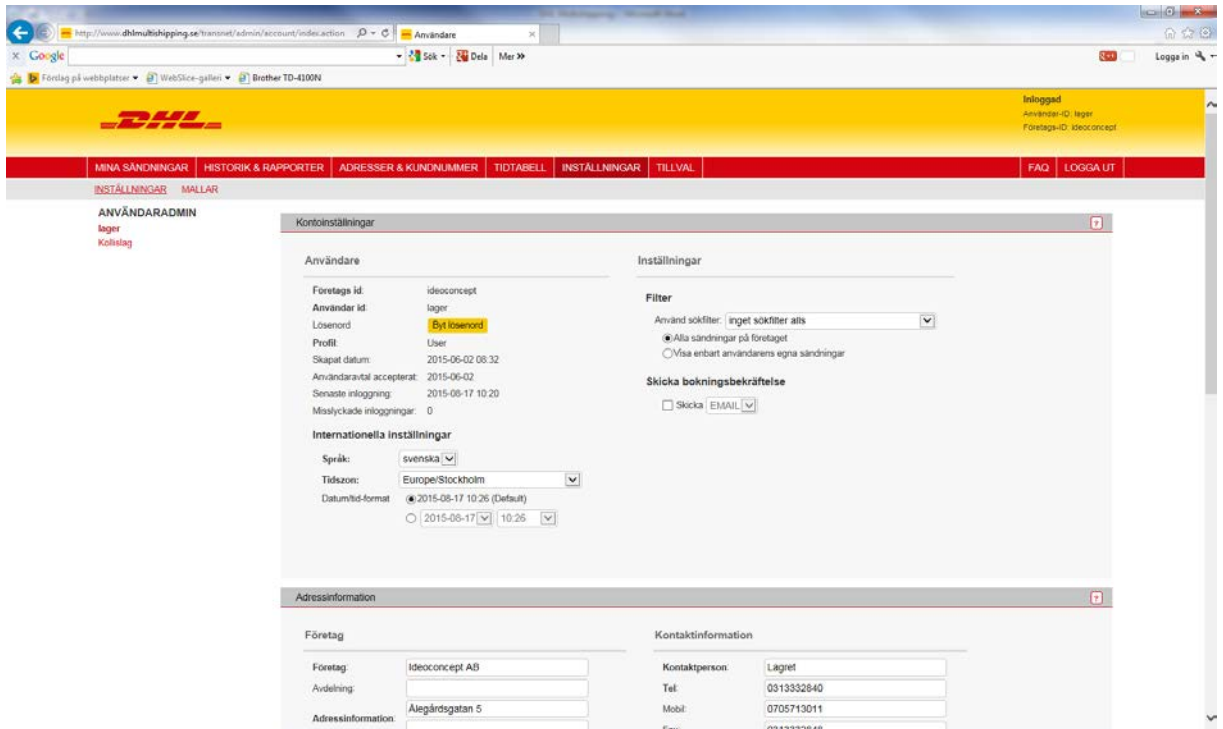 http://www.dhlmultishipping.se/transnet/admin/account/index.action
Användare
Google
Sök
Dela
Mer »
Logga in
Förslag på webbplatser
WebSlice-galleri
Brother TD-4100N
DHL
Inloggad
Användar-ID: lager
Företags-ID: ideoconcept
MINA SÄNDNINGAR HISTORIK & RAPPORTER ADRESSER & KUNDNUMMER TIDTABELL INSTÄLLNINGAR TILLVAL FAQ LOGGA UT
INSTÄLLNINGAR MALLAR
ANVÄNDARADMIN
lager
Kollislag
Kontoinställningar ?
Användare
Företags id: ideoconcept
Användar id: lager
Lösenord Byt lösenord
Profil: User
Skapat datum: 2015-06-02 08:32
Användaravtal accepterat: 2015-06-02
Senaste inloggning: 2015-08-17 10:20
Misslyckade inloggningar: 0
Internationella inställningar
Språk: svenska
Tidszon: Europe/Stockholm
Datum/tid-format 2015-08-17 10:26 (Default)
2015-08-17 10:26
Inställningar
Filter
Använd sökfilter: inget sökfilter alls
Alla sändningar på företaget
Visa enbart användarens egna sändningar
Skicka bokningsbekräftelse
Skicka EMAIL
Adressinformation ?
Företag
Företag: Ideoconcept AB
Avdelning:
Adressinformation: Ålegårdsgatan 5
Kontaktinformation
Kontaktperson: Lagret
Tel: 0313332840
Mobil: 0705713011